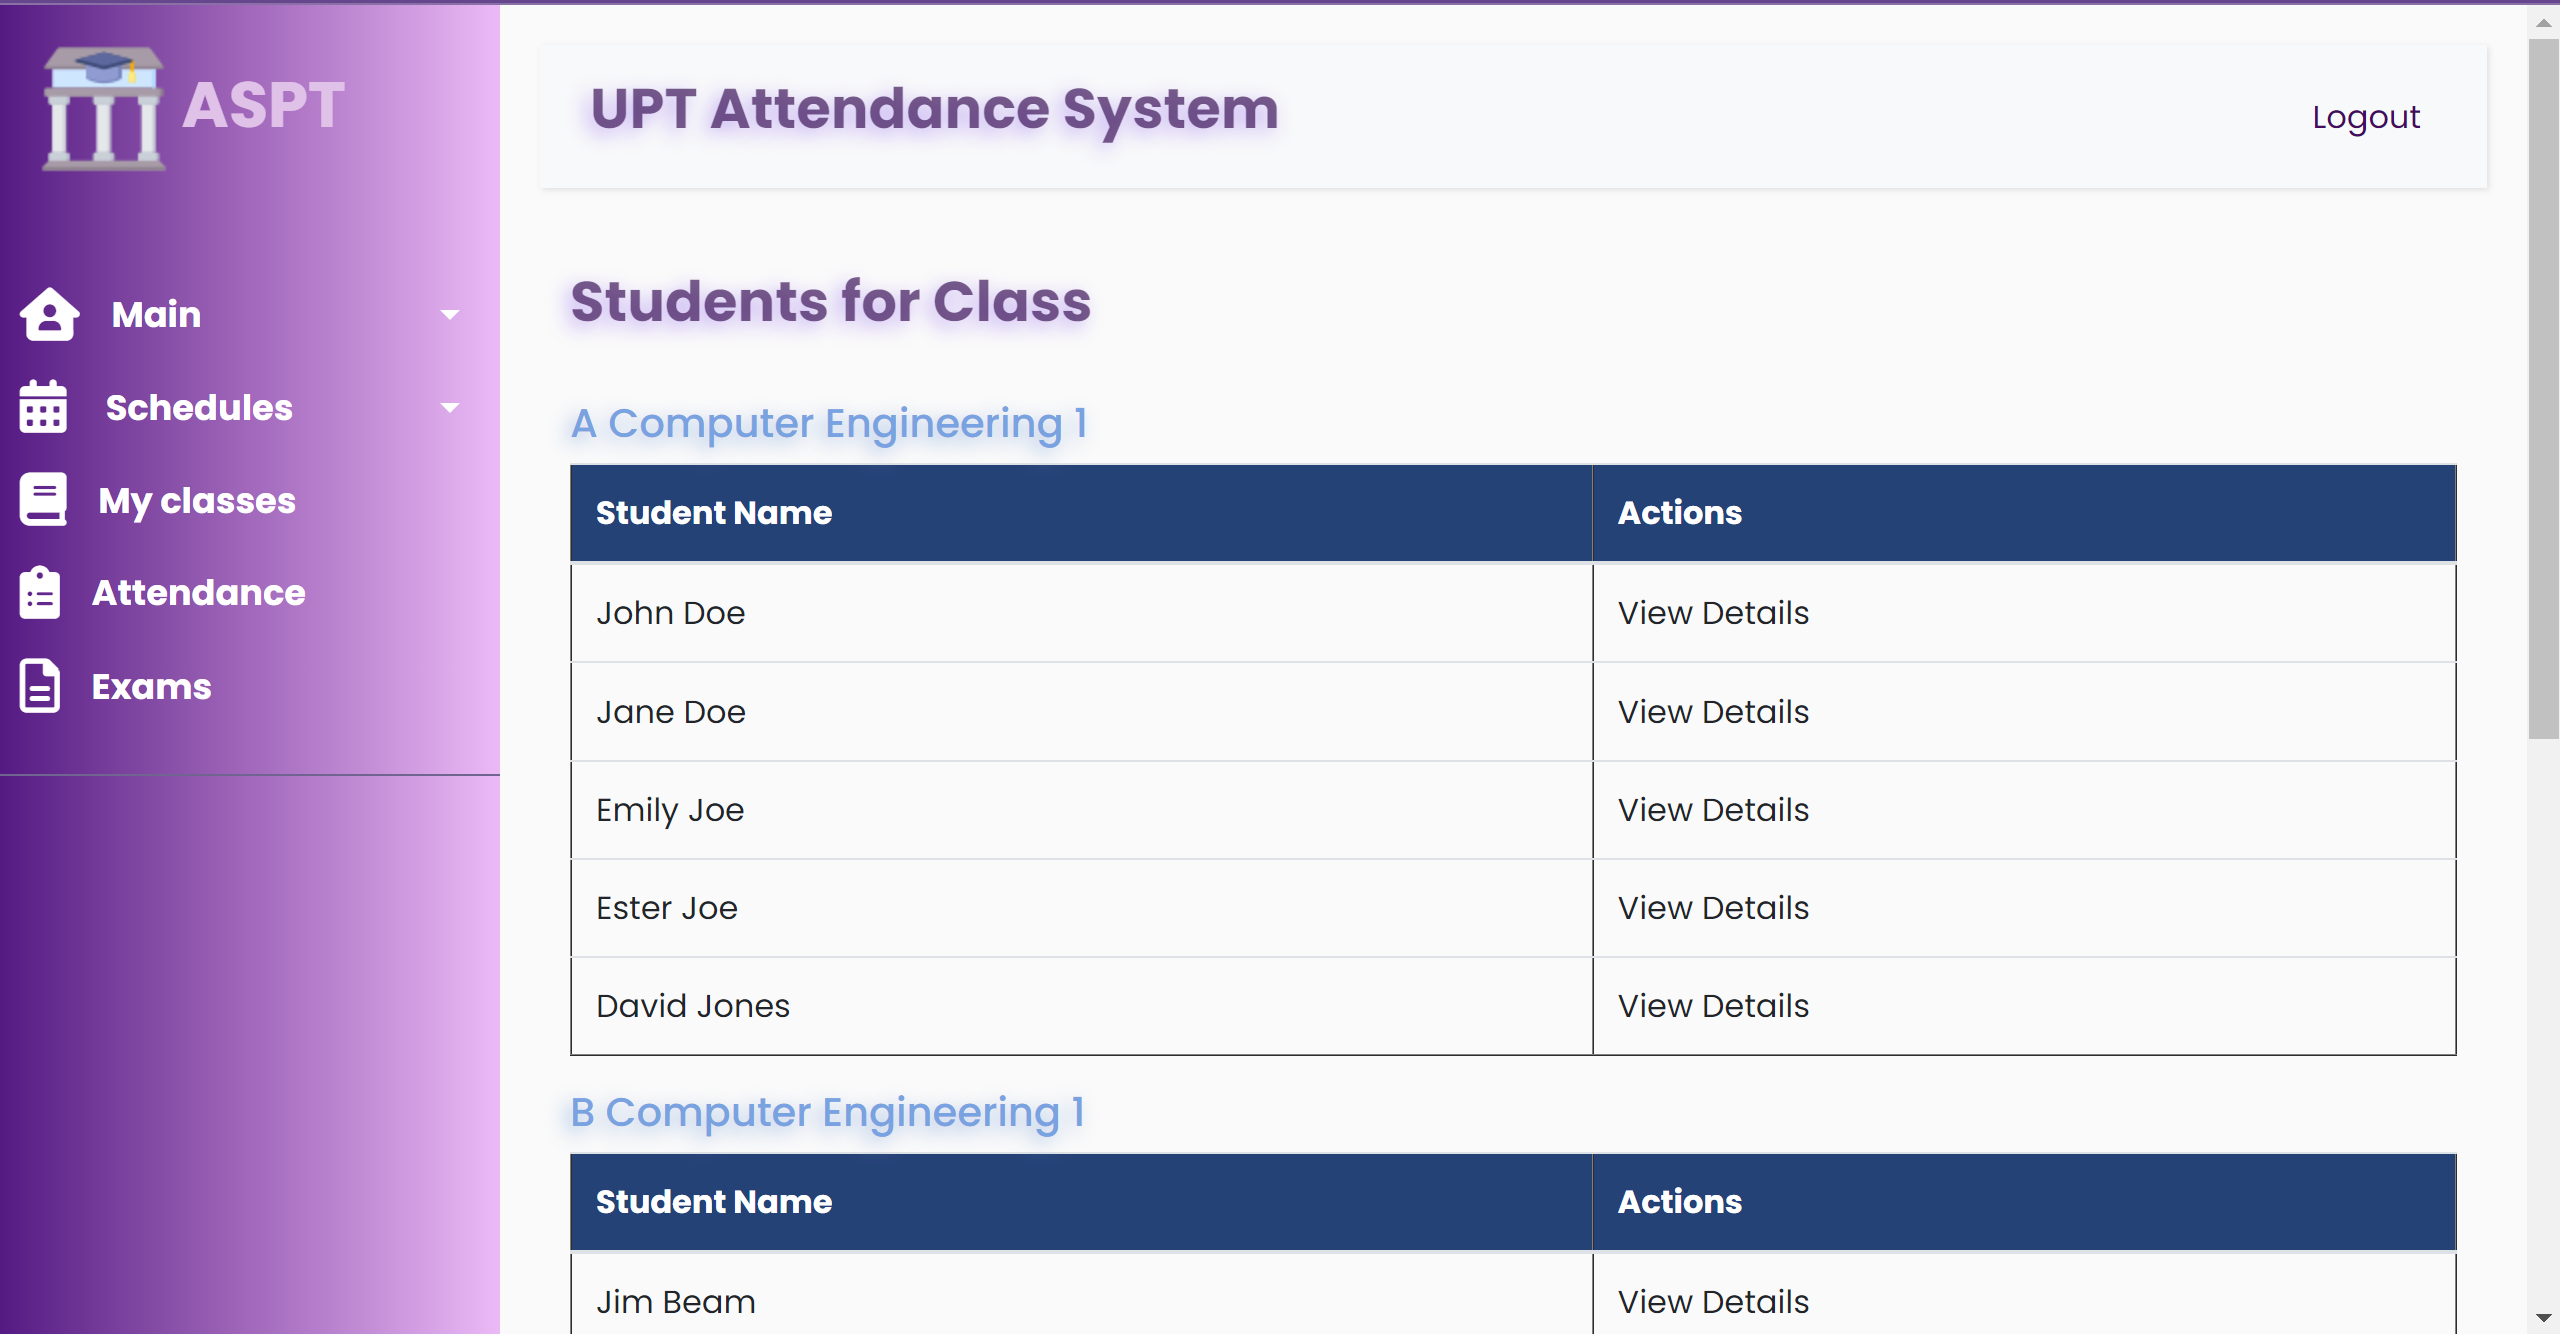 ASPT
Main
Schedules
My classes
Attendance
Exams
UPT Attendance System
Logout
Students for Class
A Computer Engineering 1
Student Name Actions
John Doe View Details
Jane Doe View Details
Emily Joe View Details
Ester Joe View Details
David Jones View Details
B Computer Engineering 1
Student Name Actions
Jim Beam View Details